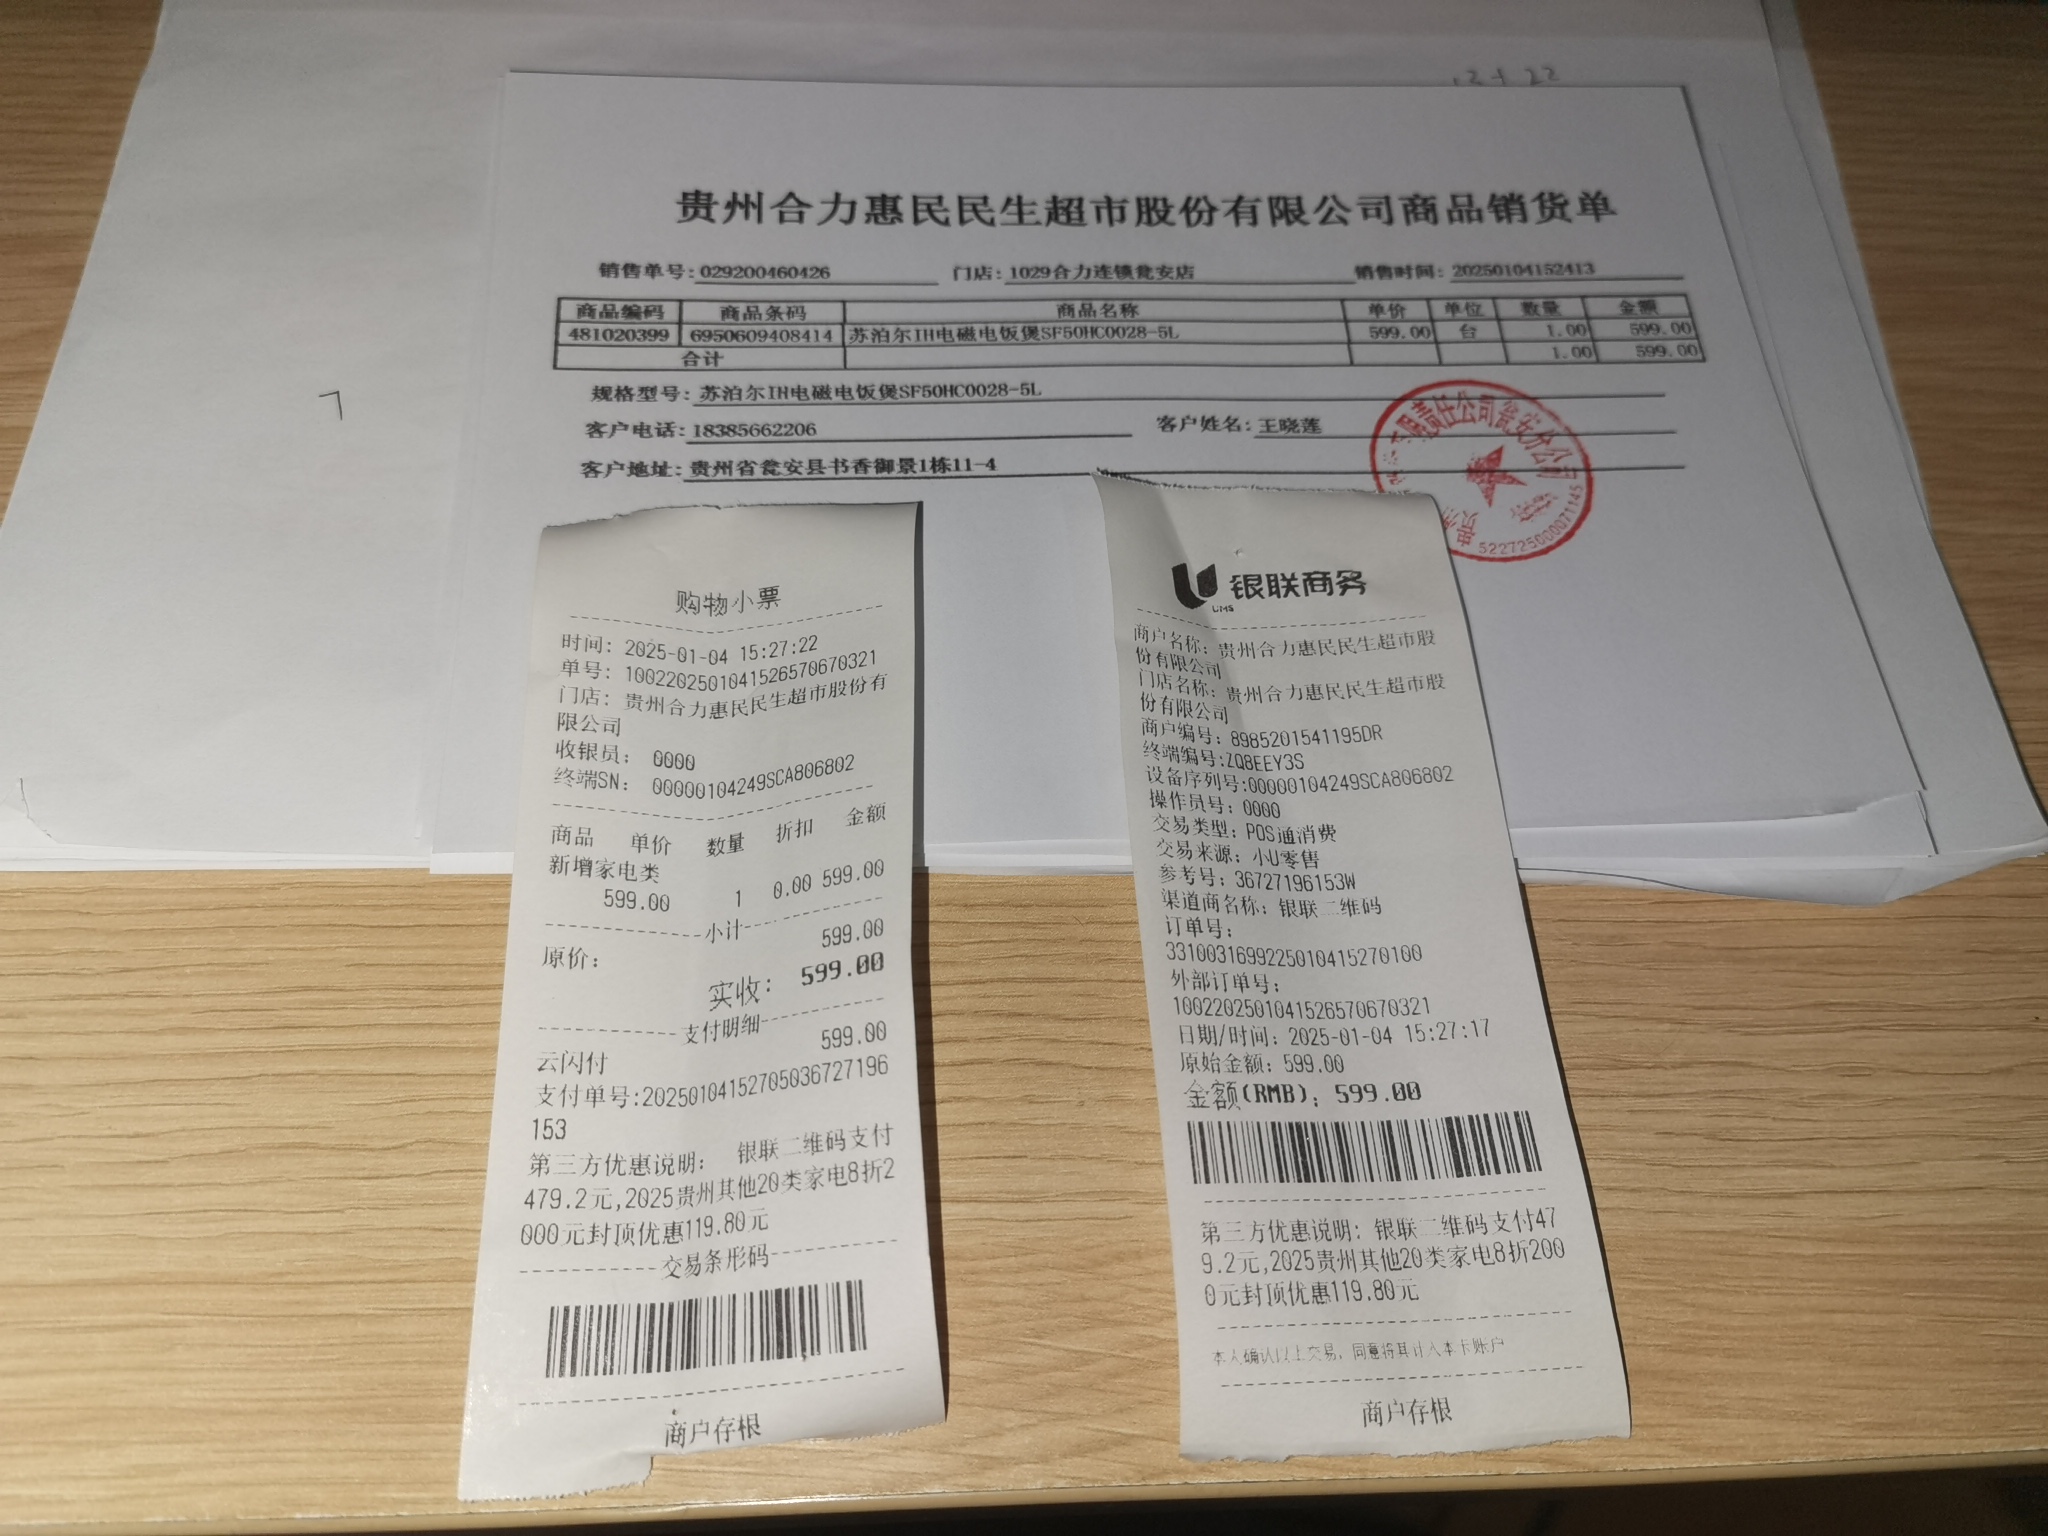 贵州合力惠民民生超市股份有限公司商品销货单
销售单号: 029200460426 门店: 1029合力连锁瓮安店 销售时间: 20250104152413
商品编码 商品条码 商品名称 单价 单位 数量 金额
481020399 6950609408414 苏泊尔IH电磁电饭煲SF50HC0028-5L 599.00 台 1.00 599.00
合计 1.00 599.00
规格型号: 苏泊尔IH电磁电饭煲SF50HC0028-5L
客户电话: 18385662206 客户姓名: 王晓莲
客户地址: 贵州省瓮安县书香御景1栋11-4
责任公司瓮安分公司
522725000071145
购物小票
时间: 2025-01-04 15:27:22
单号: 10022025010415265706703​21
门店: 贵州合力惠民民生超市股份有
限公司
收银员: 0000
终端SN: 00000104249SCA806802
商品 单价 数量 折扣 金额
新增家电类
599.00 1 0.00 599.00
小计
原价: 599.00
实收: 599.00
支付明细
云闪付 599.00
支付单号:20250104152705036727196
153
第三方优惠说明: 银联二维码支付
479.2元,2025贵州其他20类家电8折2
000元封顶优惠119.80元
交易条形码
商户存根
银联商务
UMS
商户名称: 贵州合力惠民民生超市股
份有限公司
门店名称: 贵州合力惠民民生超市股
份有限公司
商户编号: 8985201541195DR
终端编号:ZQ8EEY3S
设备序列号:00000104249SCA806802
操作员号: 0000
交易类型: POS通消费
交易来源: 小U零售
参考号: 36727196153W
渠道商名称: 银联二维码
订单号:
33100316992250104152701​00
外部订单号:
1002202501041526570670321
日期/时间: 2025-01-04 15:27:17
原始金额: 599.00
金额(RMB): 599.00
第三方优惠说明: 银联二维码支付47
9.2元,2025贵州其他20类家电8折200
0元封顶优惠119.80元
本人确认以上交易,同意将其计入本卡账户
商户存根